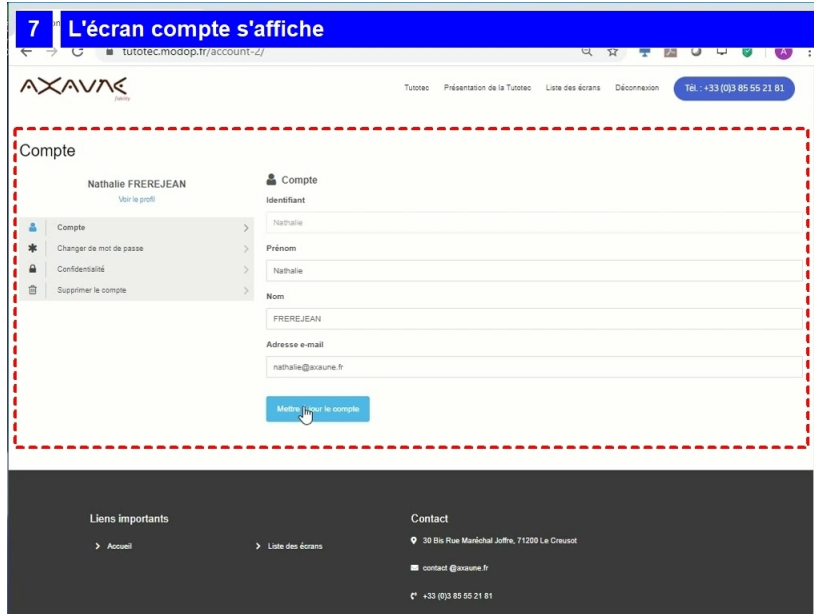 7 L'écran compte s'affiche
tutotec.modop.fr/account-2/
A
AXAUNE
Tutotec Présentation de la Tutotec Liste des écrans Déconnexion Tél. : +33 (0)3 85 55 21 81
Compte
Nathalie FREREJEAN
Voir le profil
Compte
Changer de mot de passe
Confidentialité
Supprimer le compte
Compte
Identifiant
Nathalie
Prénom
Nathalie
Nom
FREREJEAN
Adresse e-mail
nathalie@axaune.fr
Mettre à jour le compte
Liens importants
Accueil
Liste des écrans
Contact
30 Bis Rue Maréchal Joffre, 71200 Le Creusot
contact @axaune.fr
+33 (0)3 85 55 21 81